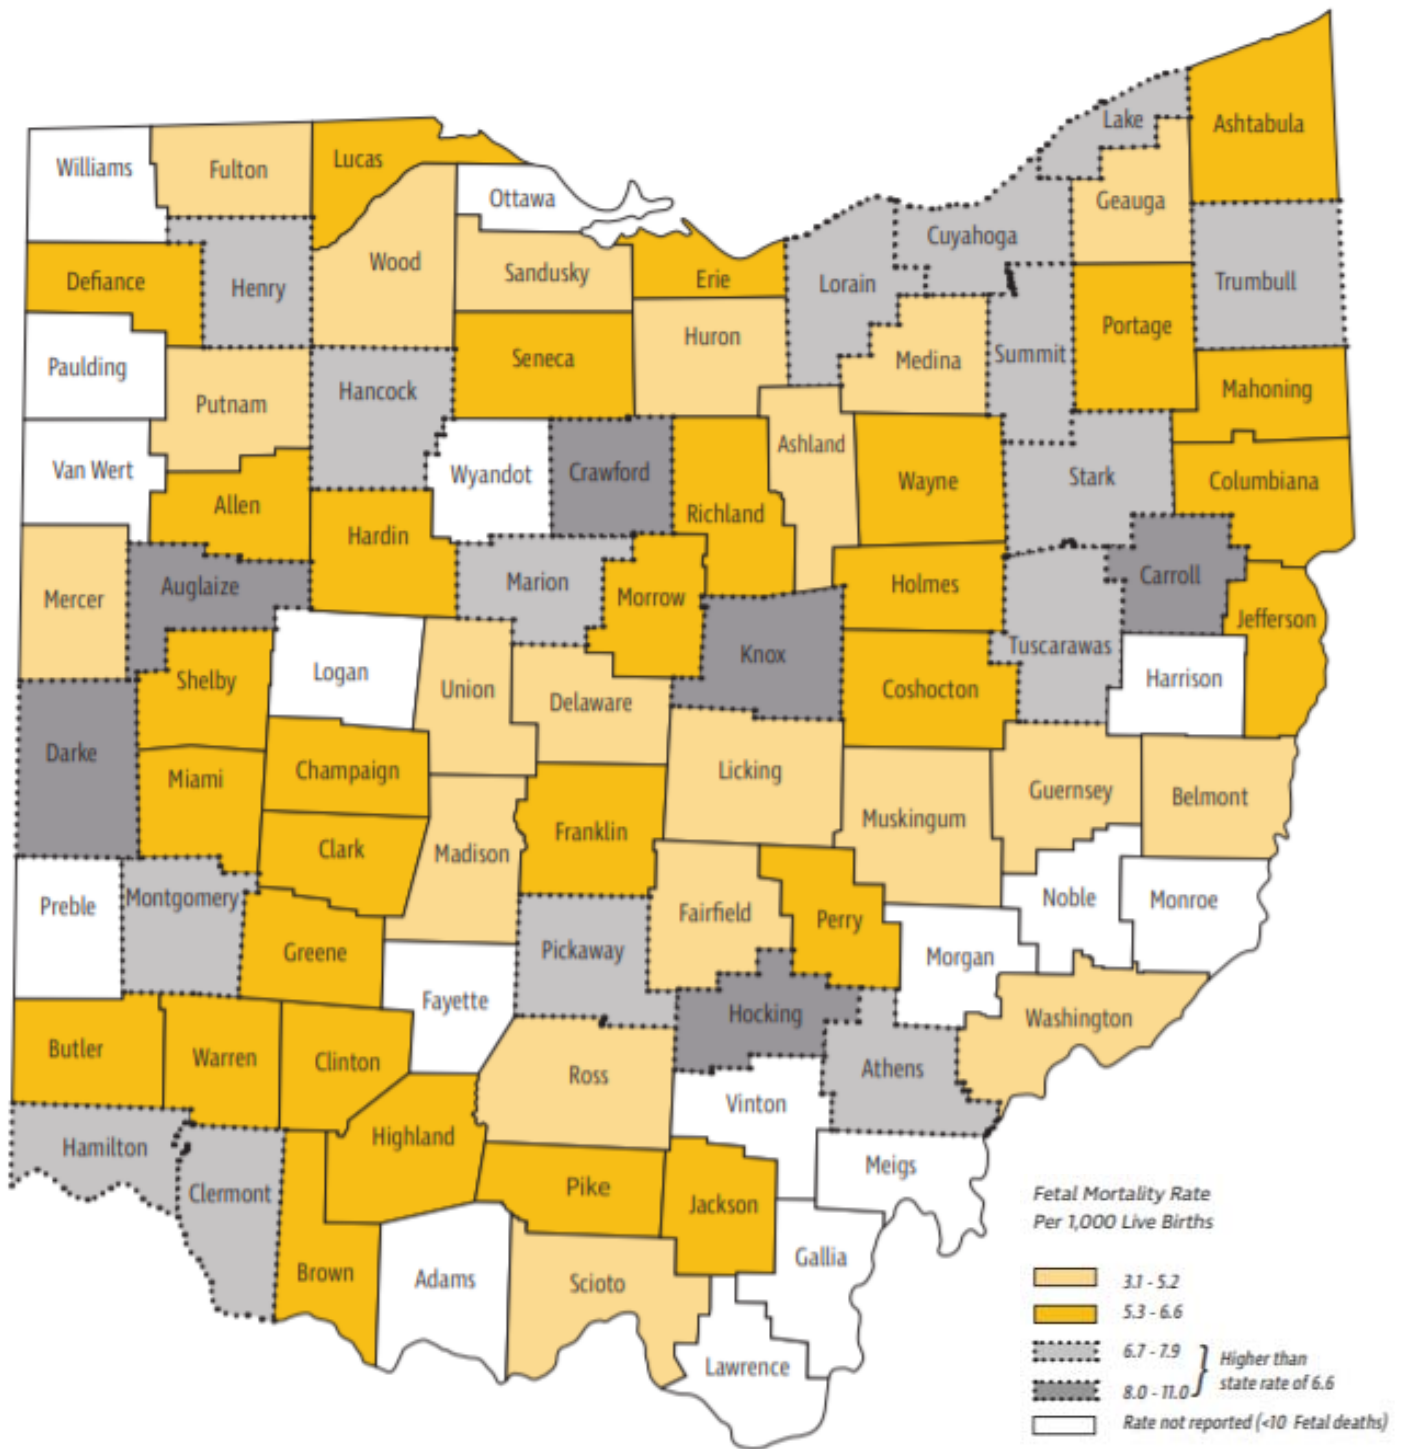 Lake
Ashtabula
Williams
Fulton
Lucas
Ottawa
Geauga
Cuyahoga
Wood
Sandusky
Erie
Lorain
Trumbull
Defiance
Henry
Huron
Portage
Medina
Summit
Paulding
Seneca
Mahoning
Hancock
Putnam
Ashland
Van Wert
Wyandot
Crawford
Wayne
Stark
Columbiana
Allen
Richland
Hardin
Marion
Carroll
Mercer
Auglaize
Morrow
Holmes
Jefferson
Knox
Tuscarawas
Logan
Shelby
Union
Delaware
Coshocton
Harrison
Darke
Miami
Champaign
Licking
Guernsey
Belmont
Muskingum
Franklin
Clark
Madison
Preble
Montgomery
Noble
Monroe
Fairfield
Perry
Greene
Pickaway
Morgan
Fayette
Hocking
Washington
Butler
Warren
Clinton
Ross
Athens
Vinton
Hamilton
Highland
Meigs
Clermont
Pike
Jackson
Gallia
Brown
Adams
Scioto
Lawrence
Fetal Mortality Rate
Per 1,000 Live Births
3.1 - 5.2
5.3 - 6.6
6.7 - 7.9
8.0 - 11.0
} Higher than
state rate of 6.6
Rate not reported (<10 Fetal deaths)